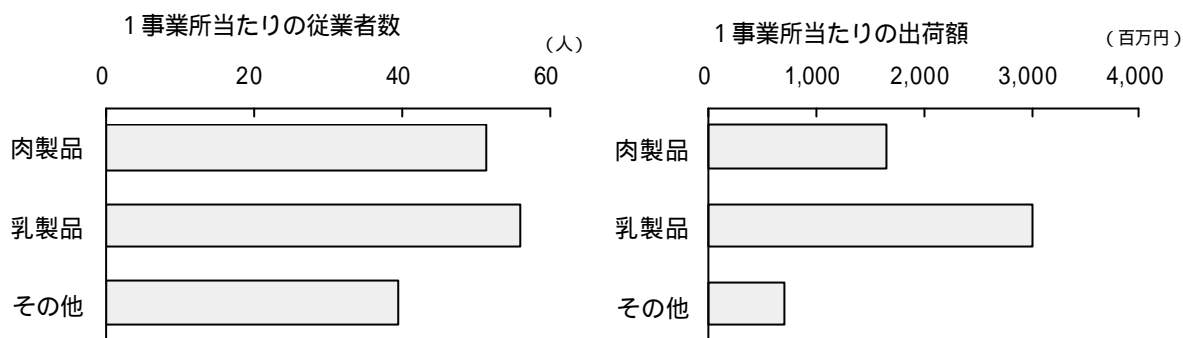 1事業所当たりの従業者数
(人)
0 20 40 60
肉製品
乳製品
その他
1事業所当たりの出荷額
(百万円)
0 1,000 2,000 3,000 4,000
肉製品
乳製品
その他